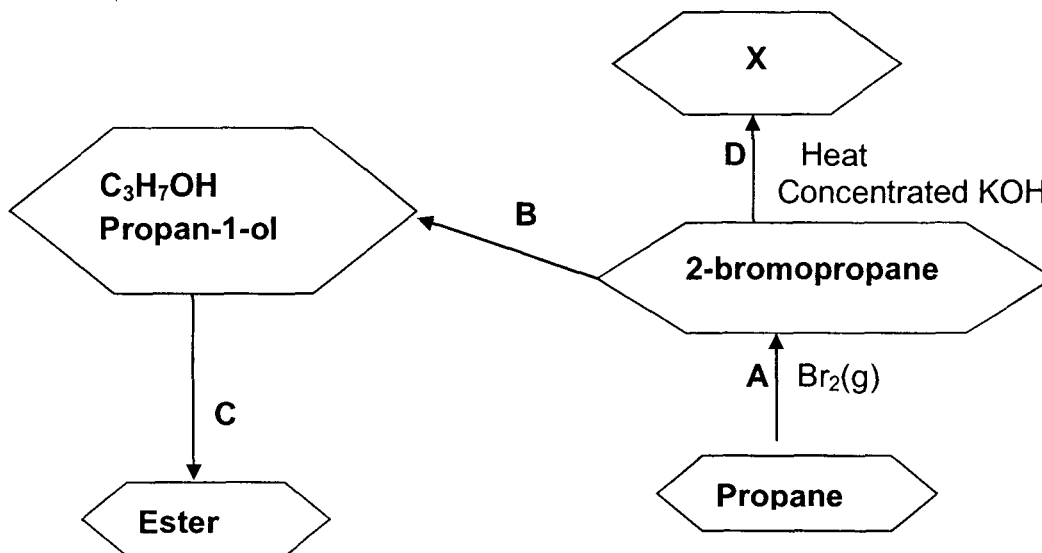 X
D Heat
Concentrated KOH
C₃H₇OH
Propan-1-ol
B
2-bromopropane
A Br₂(g)
C
Propane
Ester